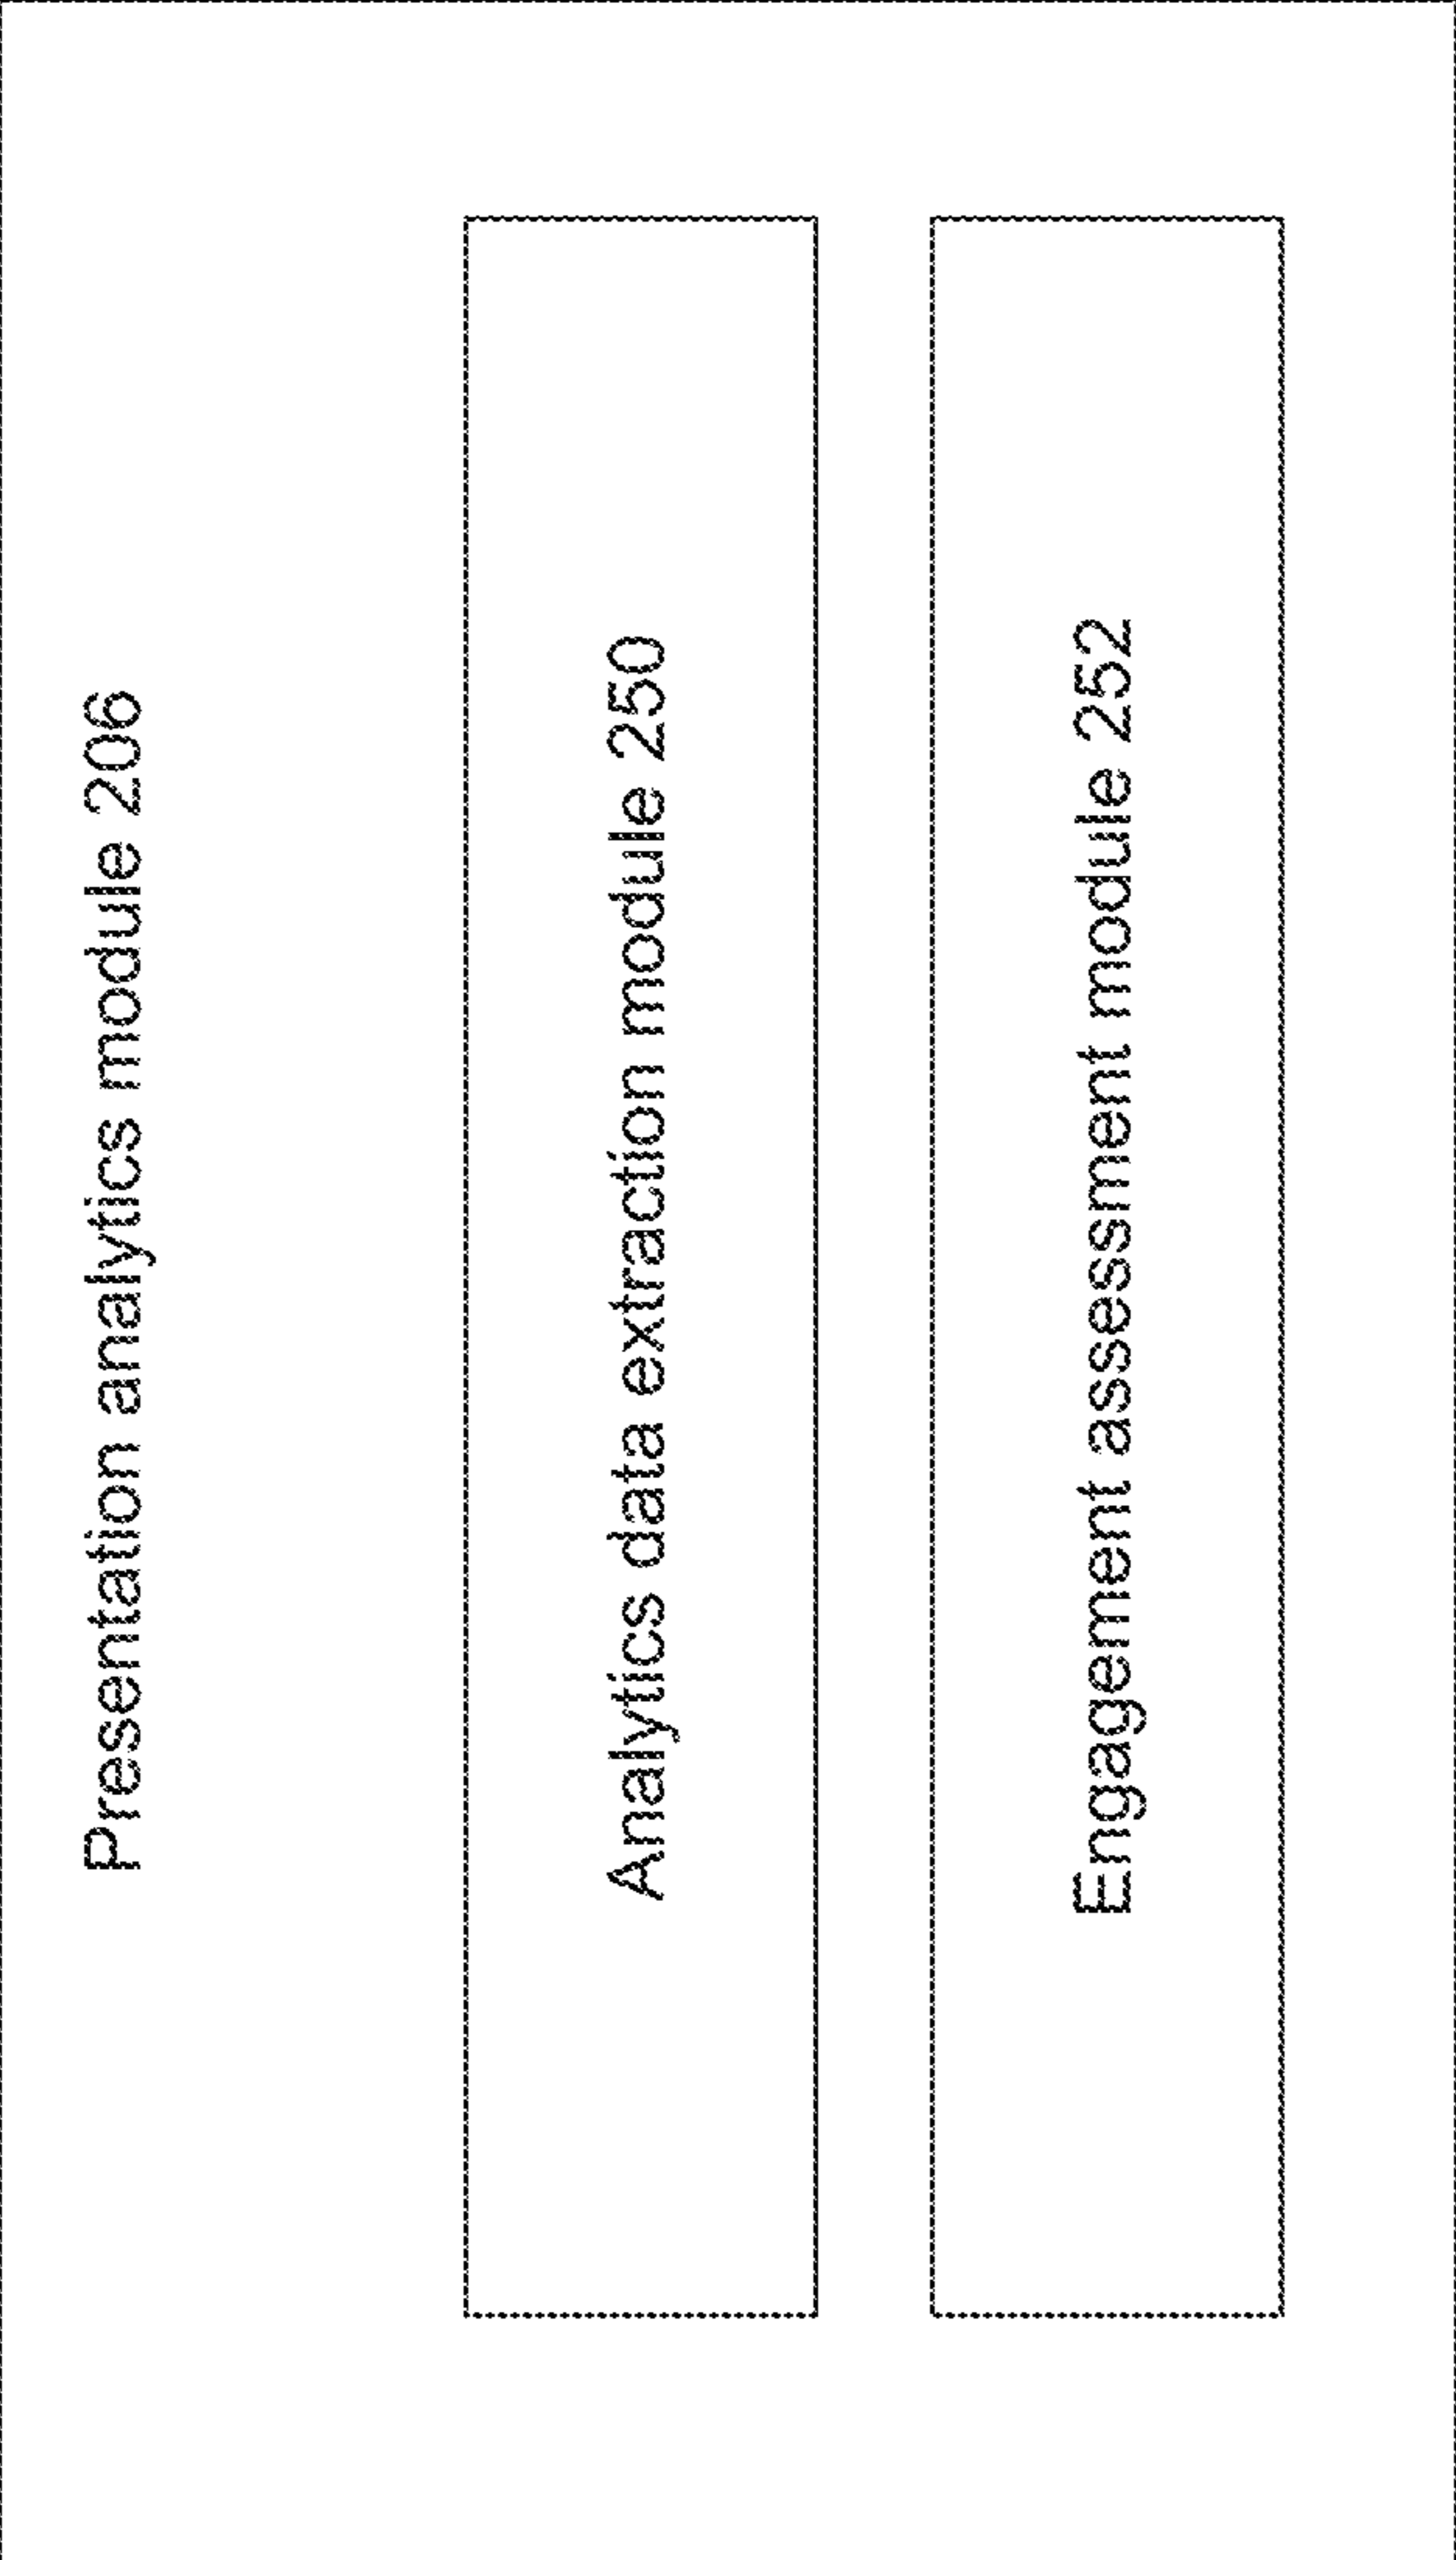 Presentation analytics module 206
Analytics data extraction module 250
Engagement assessment module 252